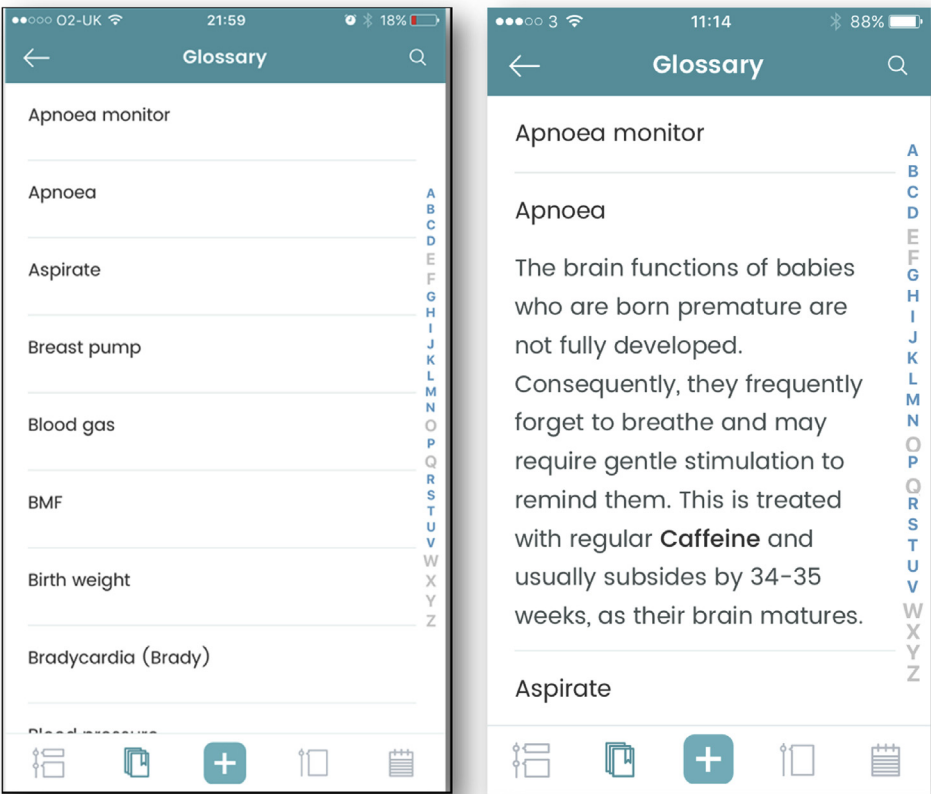 O2-UK 21:59 18%
Glossary
Apnoea monitor
Apnoea
Aspirate
Breast pump
Blood gas
BMF
Birth weight
Bradycardia (Brady)
Blood pressure
A
B
C
D
E
F
G
H
I
J
K
L
M
N
O
P
Q
R
S
T
U
V
W
X
Y
Z
3 11:14 88%
Glossary
Apnoea monitor
Apnoea
The brain functions of babies
who are born premature are
not fully developed.
Consequently, they frequently
forget to breathe and may
require gentle stimulation to
remind them. This is treated
with regular Caffeine and
usually subsides by 34-35
weeks, as their brain matures.
Aspirate
A
B
C
D
E
F
G
H
I
J
K
L
M
N
O
P
Q
R
S
T
U
V
W
X
Y
Z